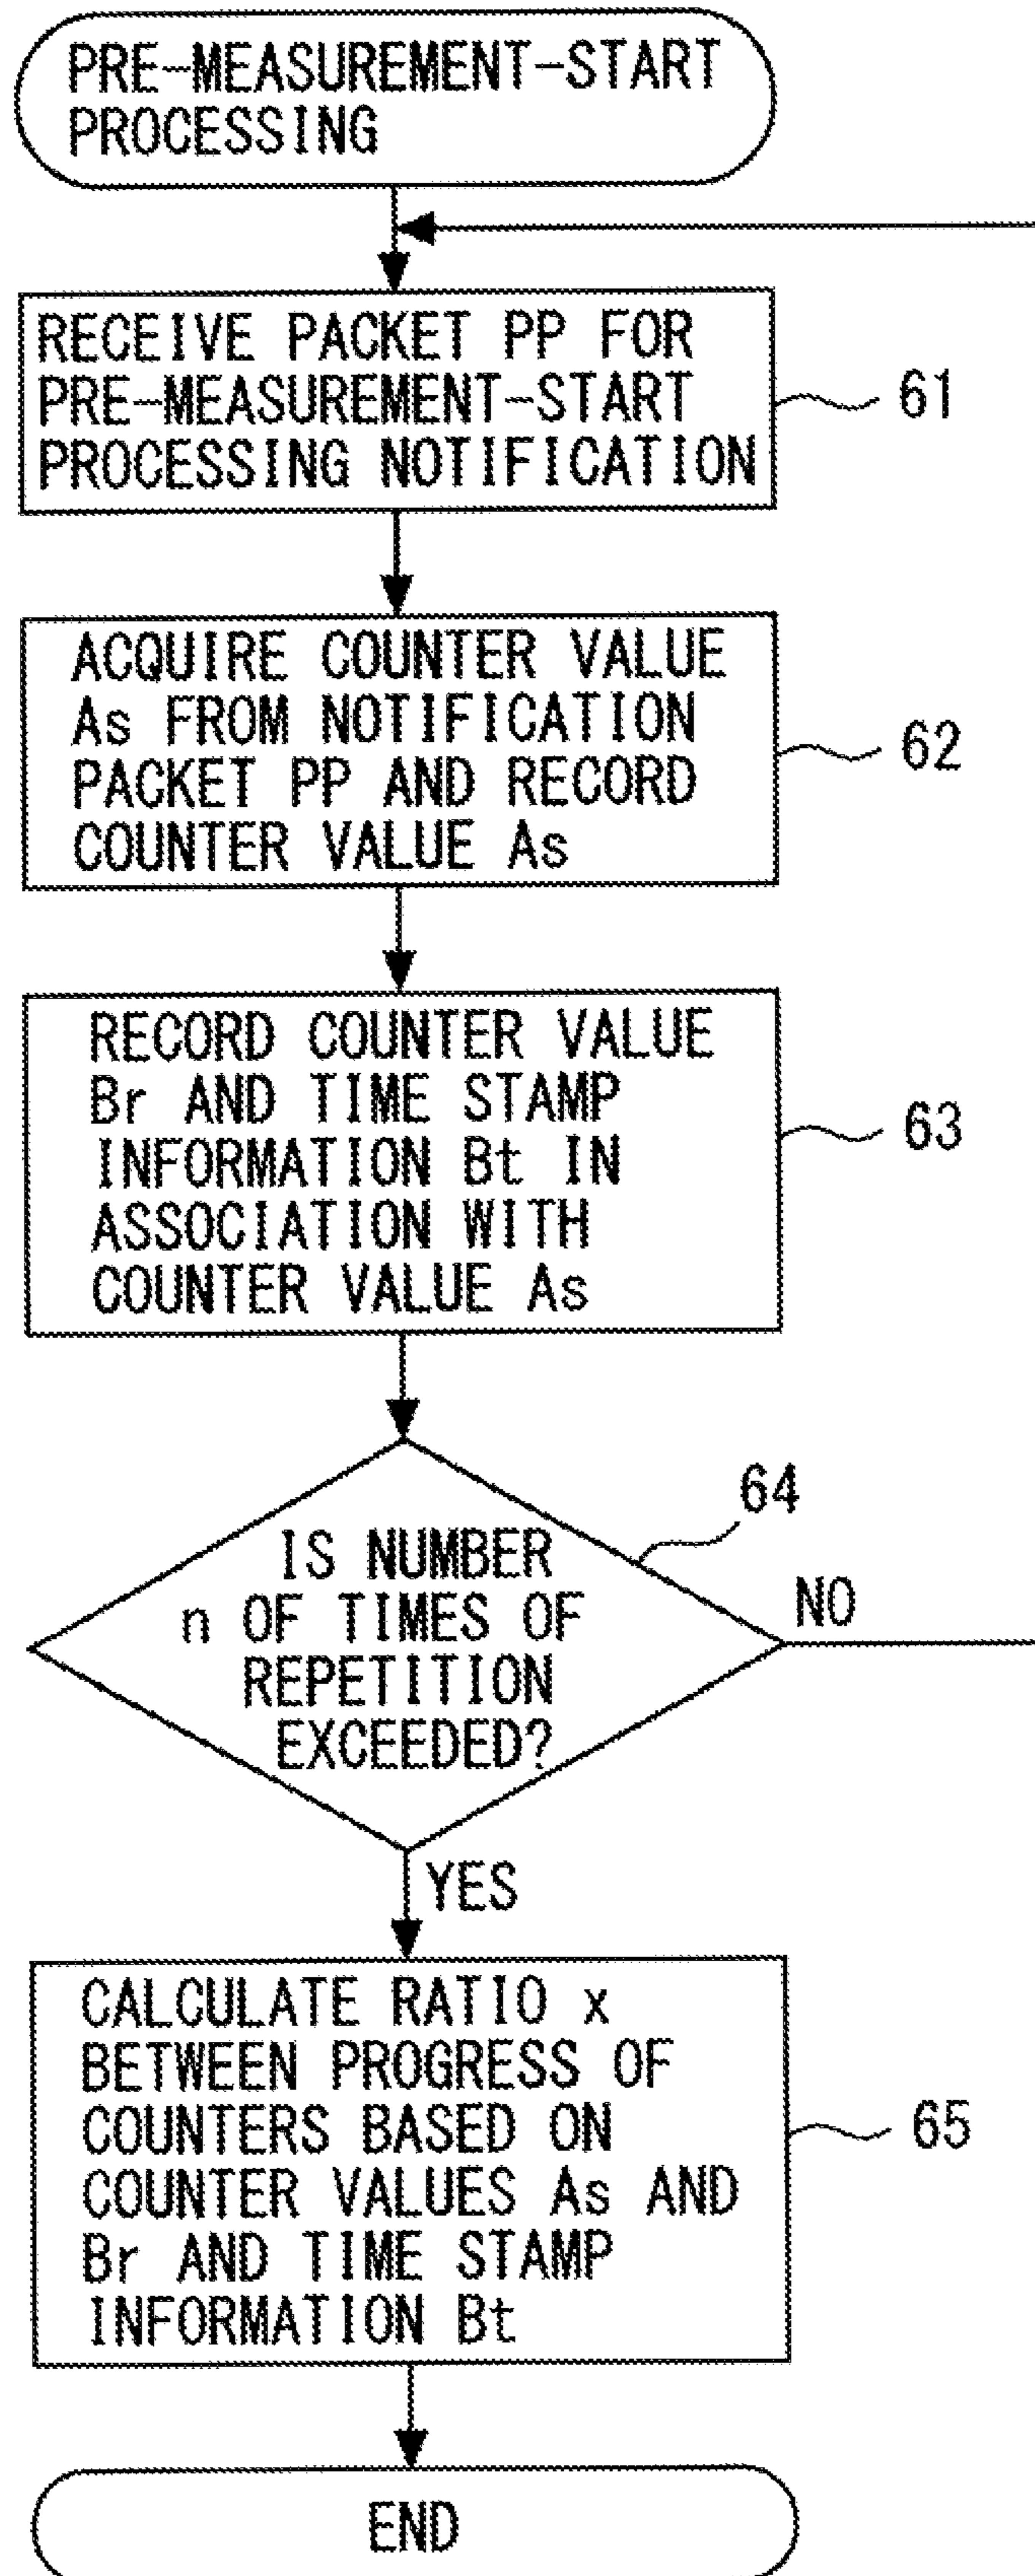 PRE-MEASUREMENT-START
PROCESSING
RECEIVE PACKET PP FOR
PRE-MEASUREMENT-START
PROCESSING NOTIFICATION
61
ACQUIRE COUNTER VALUE
As FROM NOTIFICATION
PACKET PP AND RECORD
COUNTER VALUE As
62
RECORD COUNTER VALUE
Br AND TIME STAMP
INFORMATION Bt IN
ASSOCIATION WITH
COUNTER VALUE As
63
64
IS NUMBER
n OF TIMES OF
REPETITION
EXCEEDED?
NO
YES
CALCULATE RATIO x
BETWEEN PROGRESS OF
COUNTERS BASED ON
COUNTER VALUES As AND
Br AND TIME STAMP
INFORMATION Bt
65
END